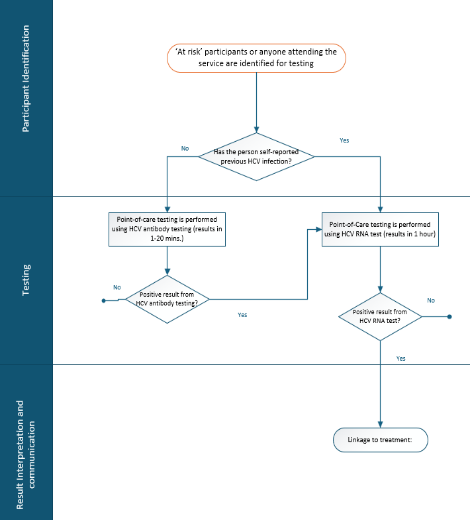 Participant Identification
'At risk' participants or anyone attending the
service are identified for testing
Has the person self-reported
previous HCV infection?
No
Yes
Testing
Point-of-care testing is performed
using HCV antibody testing (results in
1-20 mins.)
Point-of-Care testing is performed
using HCV RNA test (results in 1 hour)
Positive result from
HCV antibody testing?
No
Yes
Positive result from
HCV RNA test?
No
Yes
Result Interpretation and
communication
Linkage to treatment: